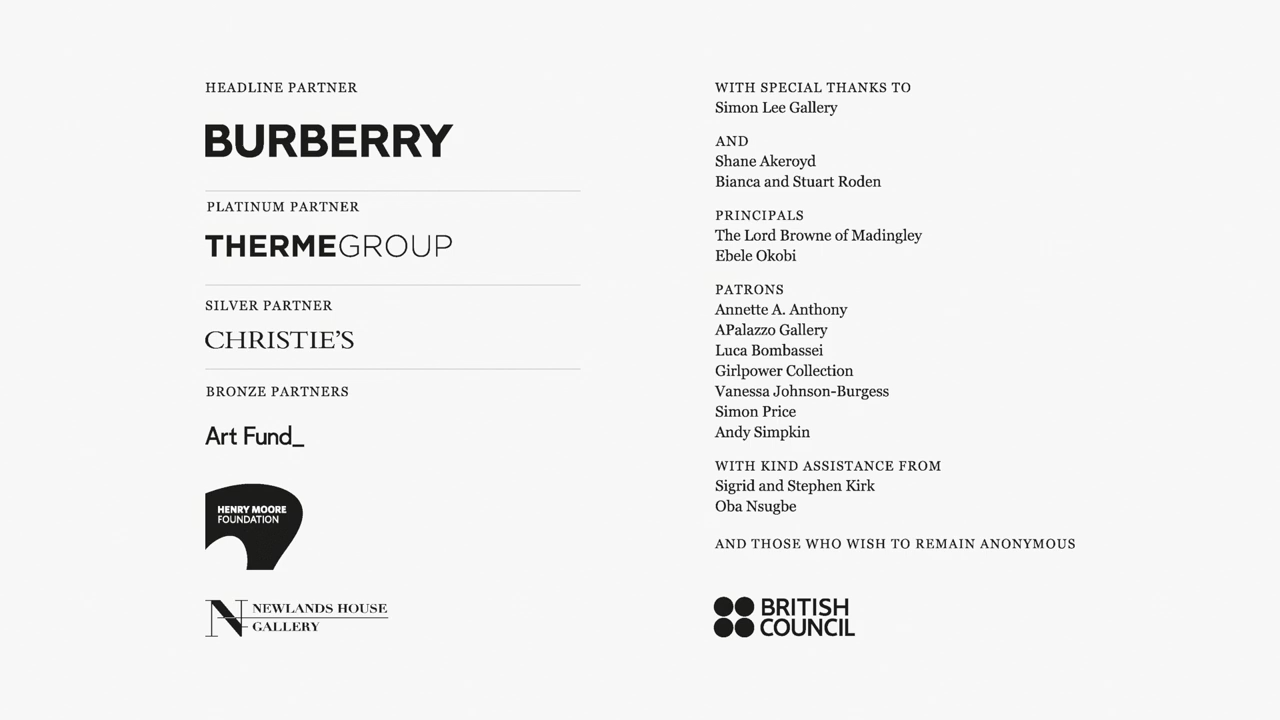 HEADLINE PARTNER
BURBERRY
PLATINUM PARTNER
THERMEGROUP
SILVER PARTNER
CHRISTIE'S
BRONZE PARTNERS
Art Fund_
HENRY MOORE
FOUNDATION
N NEWLANDS HOUSE
GALLERY
WITH SPECIAL THANKS TO
Simon Lee Gallery
AND
Shane Akeroyd
Bianca and Stuart Roden
PRINCIPALS
The Lord Browne of Madingley
Ebele Okobi
PATRONS
Annette A. Anthony
APalazzo Gallery
Luca Bombassei
Girlpower Collection
Vanessa Johnson-Burgess
Simon Price
Andy Simpkin
WITH KIND ASSISTANCE FROM
Sigrid and Stephen Kirk
Oba Nsugbe
AND THOSE WHO WISH TO REMAIN ANONYMOUS
BRITISH
COUNCIL